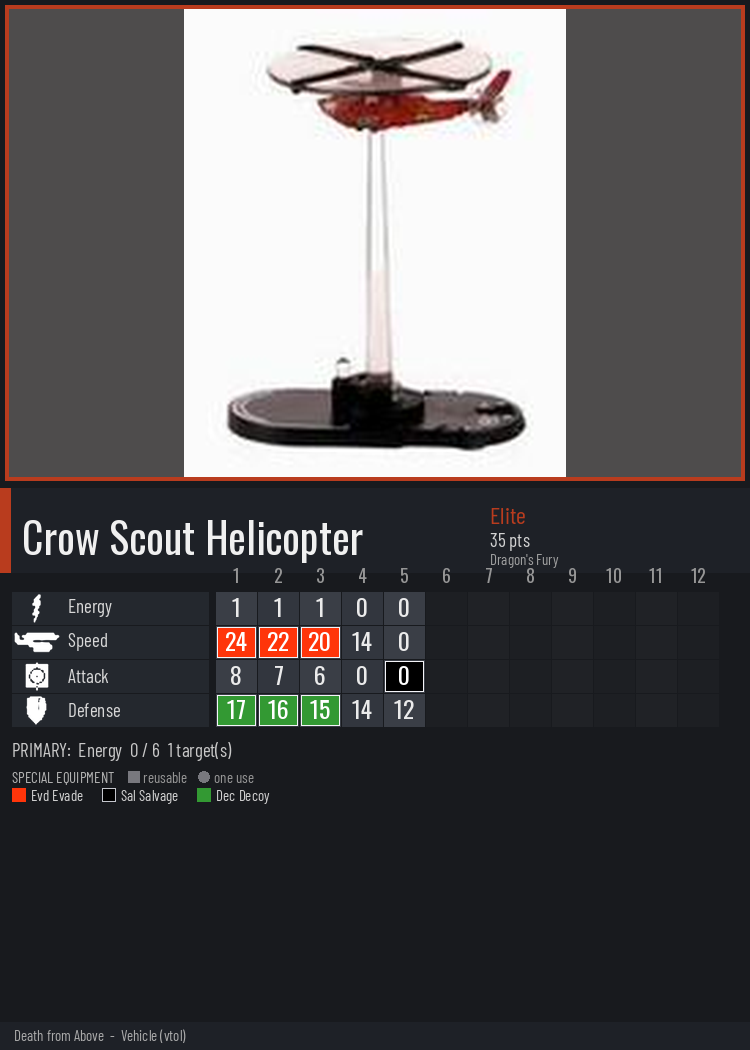 Crow Scout Helicopter
Elite
35 pts
Dragon's Fury
1 2 3 4 5 6 7 8 9 10 11 12
Energy 1 1 1 0 0
Speed 24 22 20 14 0
Attack 8 7 6 0 0
Defense 17 16 15 14 12
PRIMARY: Energy 0 / 6 1 target(s)
SPECIAL EQUIPMENT reusable one use
Evd Evade Sal Salvage Dec Decoy
Death from Above - Vehicle (vtol)